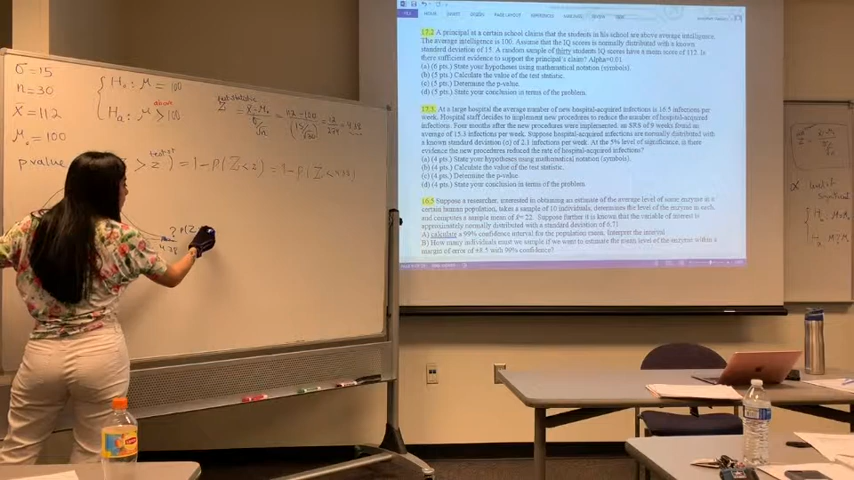 σ=15
n=30
x̄=112
μ₀=100
H₀: μ = 100
Hₐ: μ > 100
test statistic
= 112-100
(15/√30)
= 12
= 4.38
p value
> z) = 1-P(Z<z) = 1-P(Z<4.38)
? P(Z
4.38
17.2 A principal at a certain school claims that the students in his school are above average intelligence.
The average intelligence is 100. Assume that the IQ scores is normally distributed with a known
standard deviation of 15. A random sample of thirty students IQ scores have a mean score of 112. Is
there sufficient evidence to support the principal's claim? Alpha=0.01
(a) (6 pts.) State your hypotheses using mathematical notation (symbols).
(b) (5 pts.) Calculate the value of the test statistic.
(c) (5 pts.) Determine the p-value.
(d) (5 pts.) State your conclusion in terms of the problem.
17.3 At a large hospital the average number of new hospital-acquired infections is 16.5 infections per
week. Hospital staff decides to implement new procedures to reduce the number of hospital-acquired
infections. Four months after the new procedures were implemented, an SRS of 9 weeks found an
average of 15.3 infections per week. Suppose hospital-acquired infections are normally distributed with
a known standard deviation (σ) of 2.1 infections per week. At the 5% level of significance, is there
evidence the new procedures reduced the rate of hospital-acquired infections?
(a) (4 pts.) State your hypotheses using mathematical notation (symbols).
(b) (4 pts.) Calculate the value of the test statistic.
(c) (4 pts.) Determine the p-value.
(d) (4 pts.) State your conclusion in terms of the problem.
16.5 Suppose a researcher, interested in obtaining an estimate of the average level of some enzyme in a
human population, takes a sample of 10 individuals, determines the level of the enzyme in each,
and computes a sample mean of x̄= 22. Suppose further it is known that the variable of interest is
approximately normally distributed with a standard deviation of 6.71.
A) calculate a 99% confidence interval for the population mean. Interpret the interval
B) How many individuals must we sample if we want to estimate the mean level of the enzyme within a
margin of error of ±8.5 with 99% confidence?
α level of